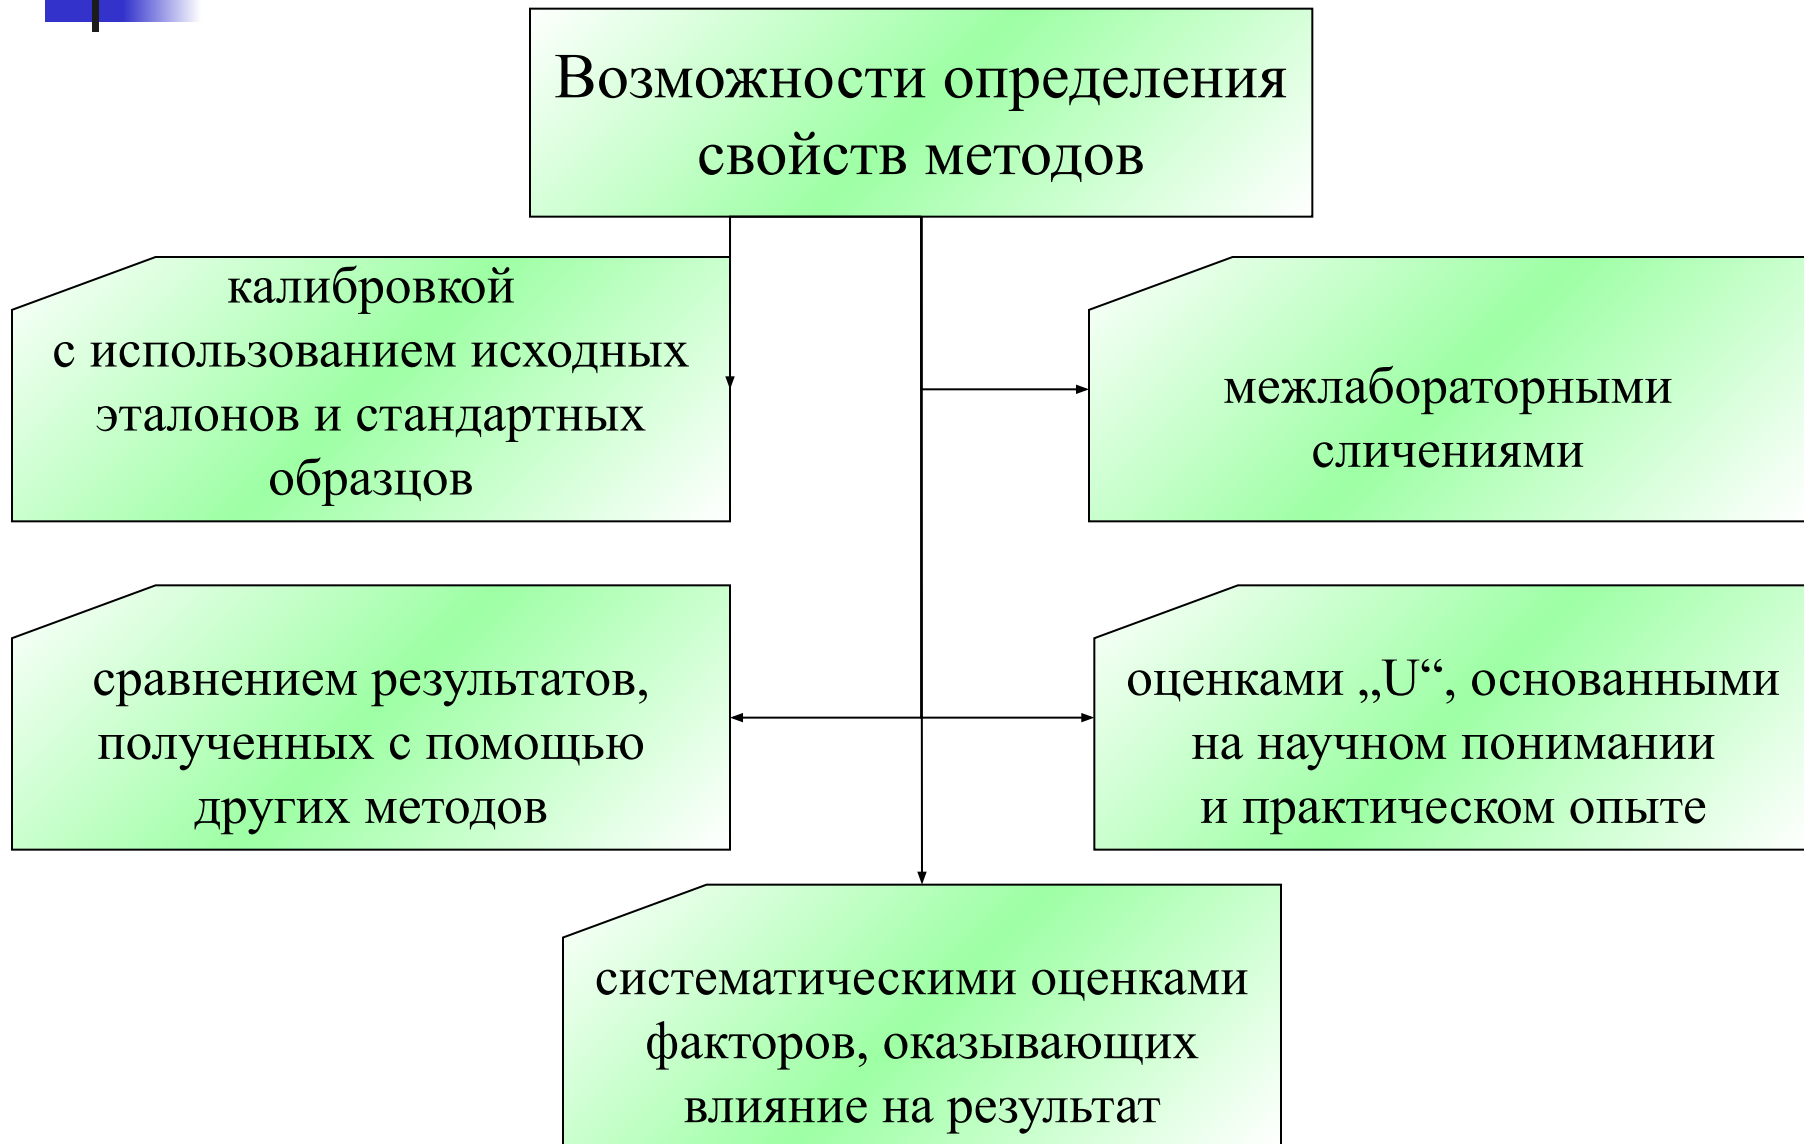 Возможности определения
свойств методов
калибровкой
с использованием исходных
эталонов и стандартных
образцов
межлабораторными
сличениями
сравнением результатов,
полученных с помощью
других методов
оценками „U“, основанными
на научном понимании
и практическом опыте
систематическими оценками
факторов, оказывающих
влияние на результат